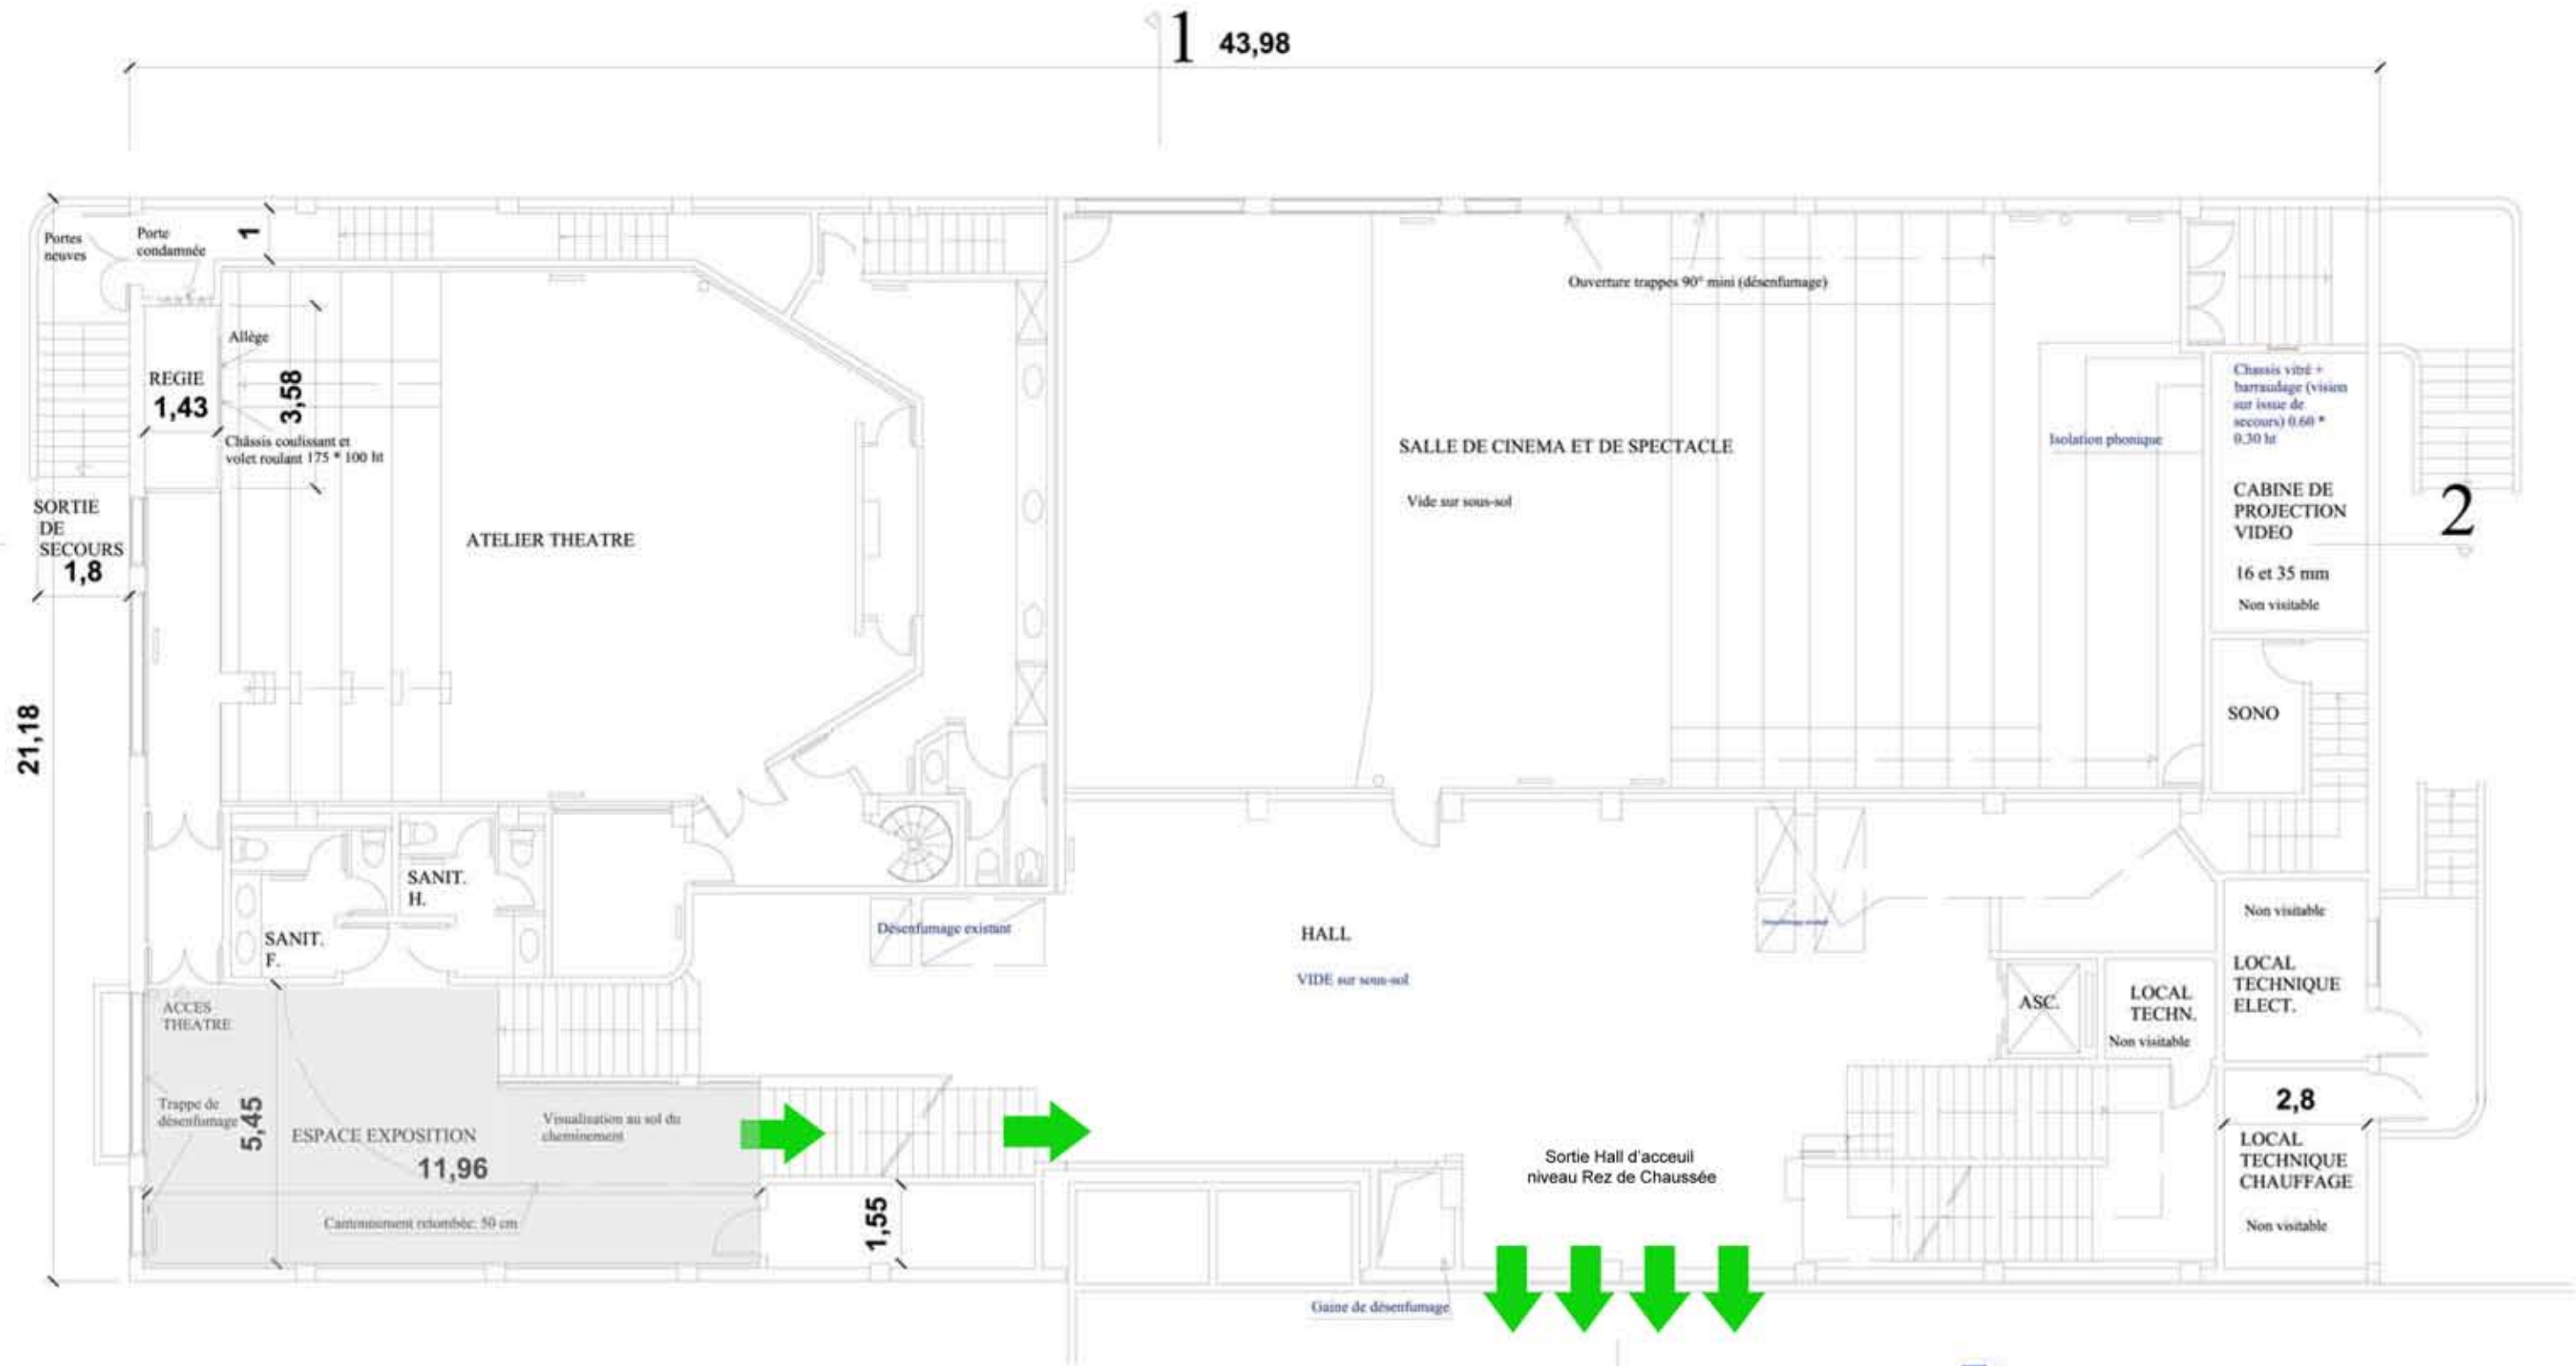 1 43,98
Portes
neuves
Porte
condamnée
1
Allège
REGIE
1,43
3,58
Châssis coulissant et
volet roulant 175 * 100 ht
SORTIE
DE
SECOURS
1,8
21,18
ATELIER THEATRE
Ouverture trappes 90° mini (désenfumage)
SALLE DE CINEMA ET DE SPECTACLE
Vide sur sous-sol
Isolation phonique
Chassis vitré +
barraudage (vision
sur issue de
secours) 0.60 *
0.30 ht
CABINE DE
PROJECTION
VIDEO
16 et 35 mm
Non visitable
2
SONO
SANIT.
H.
SANIT.
F.
Désenfumage existant
HALL
VIDE sur sous-sol
Non visitable
LOCAL
TECHNIQUE
ELECT.
ASC.
LOCAL
TECHN.
Non visitable
ACCES
THEATRE
Trappe de
désenfumage
5,45
ESPACE EXPOSITION
11,96
Visualisation au sol du
cheminement
Cantonnement retombée: 50 cm
1,55
Sortie Hall d'acceuil
niveau Rez de Chaussée
2,8
LOCAL
TECHNIQUE
CHAUFFAGE
Non visitable
Gaine de désenfumage